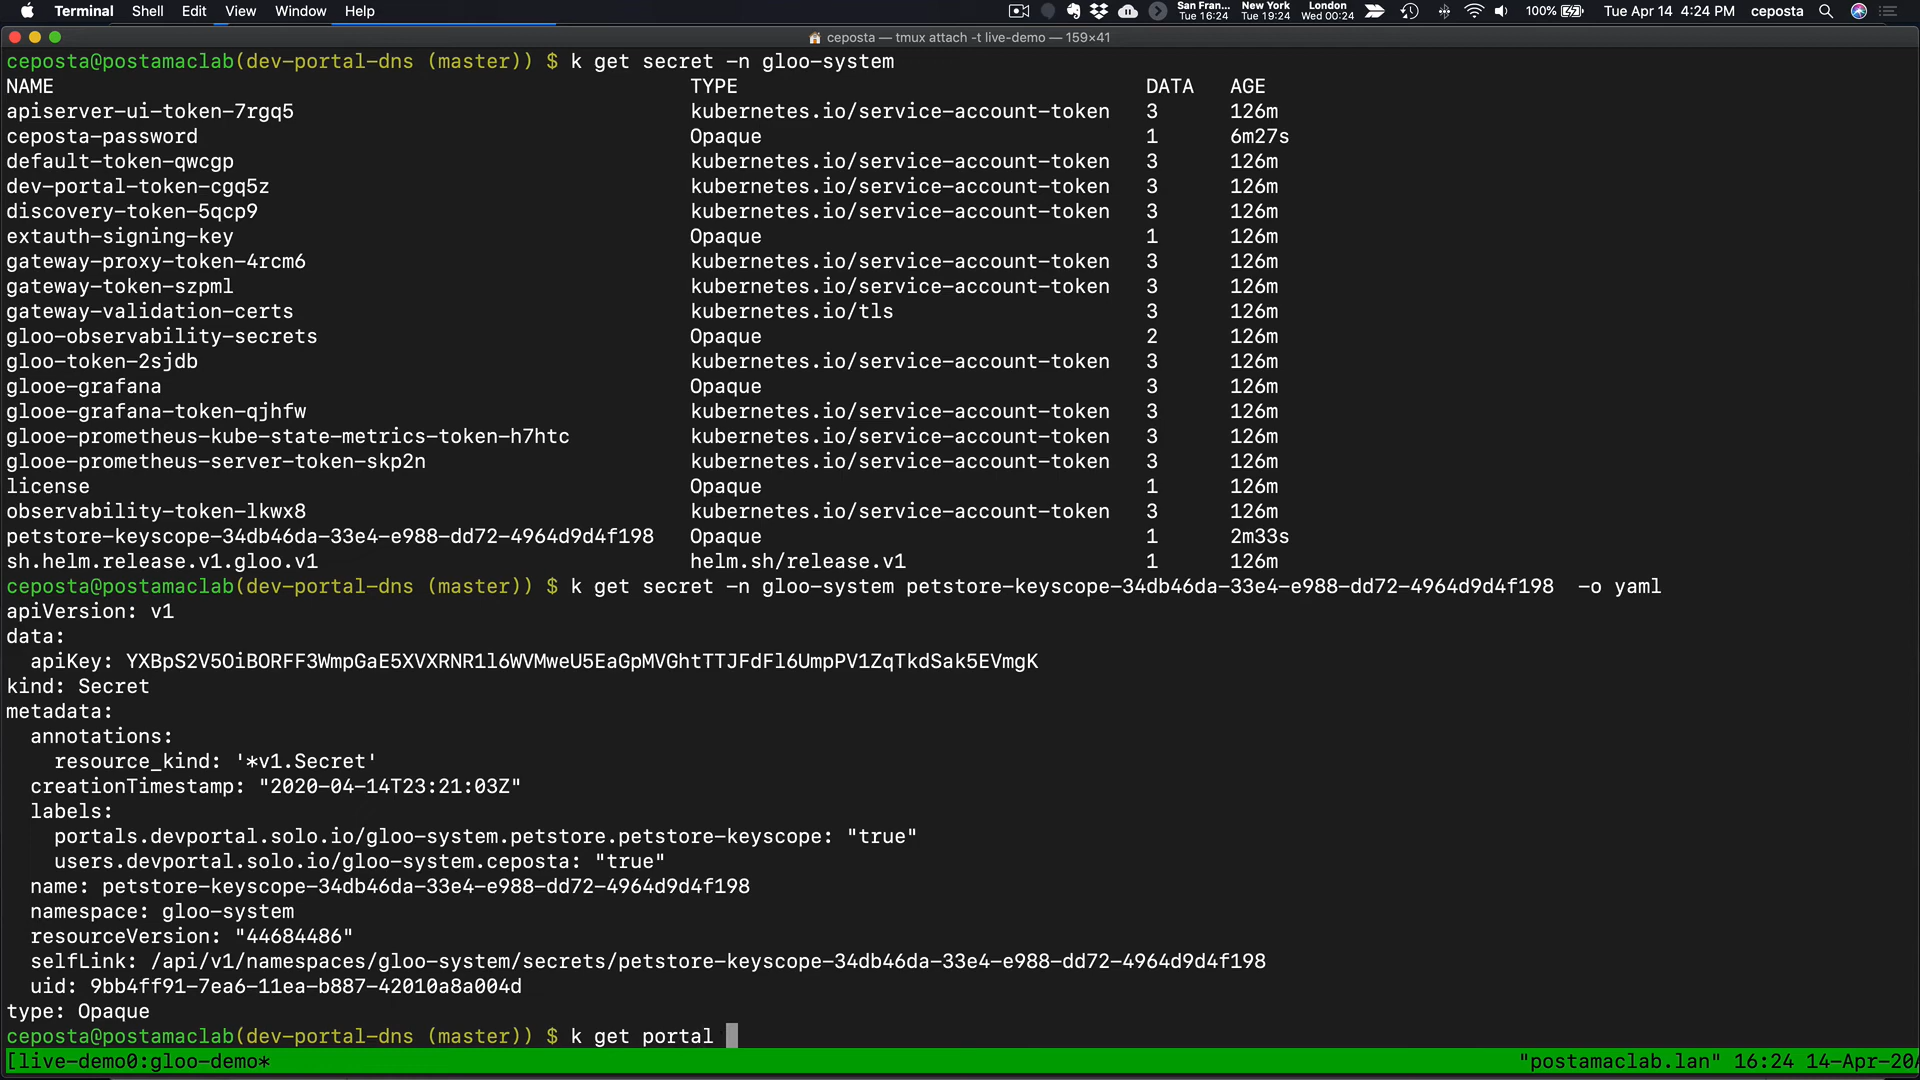 Terminal Shell Edit View Window Help San Fran... Tue 16:24 New York Tue 19:24 London Wed 00:24 100% Tue Apr 14 4:24 PM ceposta
ceposta — tmux attach -t live-demo — 159×41
ceposta@postamaclab(dev-portal-dns (master)) $ k get secret -n gloo-system
NAME TYPE DATA AGE
apiserver-ui-token-7rgq5 kubernetes.io/service-account-token 3 126m
ceposta-password Opaque 1 6m27s
default-token-qwcgp kubernetes.io/service-account-token 3 126m
dev-portal-token-cgq5z kubernetes.io/service-account-token 3 126m
discovery-token-5qcp9 kubernetes.io/service-account-token 3 126m
extauth-signing-key Opaque 1 126m
gateway-proxy-token-4rcm6 kubernetes.io/service-account-token 3 126m
gateway-token-szpml kubernetes.io/service-account-token 3 126m
gateway-validation-certs kubernetes.io/tls 3 126m
gloo-observability-secrets Opaque 2 126m
gloo-token-2sjdb kubernetes.io/service-account-token 3 126m
glooe-grafana Opaque 3 126m
glooe-grafana-token-qjhfw kubernetes.io/service-account-token 3 126m
glooe-prometheus-kube-state-metrics-token-h7htc kubernetes.io/service-account-token 3 126m
glooe-prometheus-server-token-skp2n kubernetes.io/service-account-token 3 126m
license Opaque 1 126m
observability-token-lkwx8 kubernetes.io/service-account-token 3 126m
petstore-keyscope-34db46da-33e4-e988-dd72-4964d9d4f198 Opaque 1 2m33s
sh.helm.release.v1.gloo.v1 helm.sh/release.v1 1 126m
ceposta@postamaclab(dev-portal-dns (master)) $ k get secret -n gloo-system petstore-keyscope-34db46da-33e4-e988-dd72-4964d9d4f198 -o yaml
apiVersion: v1
data:
apiKey: YXBpS2V5OiBORFF3WmpGaE5XVXRNR1l6WVMweU5EaGpMVGhtTTJFdFl6UmpPV1ZqTkdSak5EVmgK
kind: Secret
metadata:
annotations:
resource_kind: '*v1.Secret'
creationTimestamp: "2020-04-14T23:21:03Z"
labels:
portals.devportal.solo.io/gloo-system.petstore.petstore-keyscope: "true"
users.devportal.solo.io/gloo-system.ceposta: "true"
name: petstore-keyscope-34db46da-33e4-e988-dd72-4964d9d4f198
namespace: gloo-system
resourceVersion: "44684486"
selfLink: /api/v1/namespaces/gloo-system/secrets/petstore-keyscope-34db46da-33e4-e988-dd72-4964d9d4f198
uid: 9bb4ff91-7ea6-11ea-b887-42010a8a004d
type: Opaque
ceposta@postamaclab(dev-portal-dns (master)) $ k get portal
[live-demo0:gloo-demo* "postamaclab.lan" 16:24 14-Apr-20